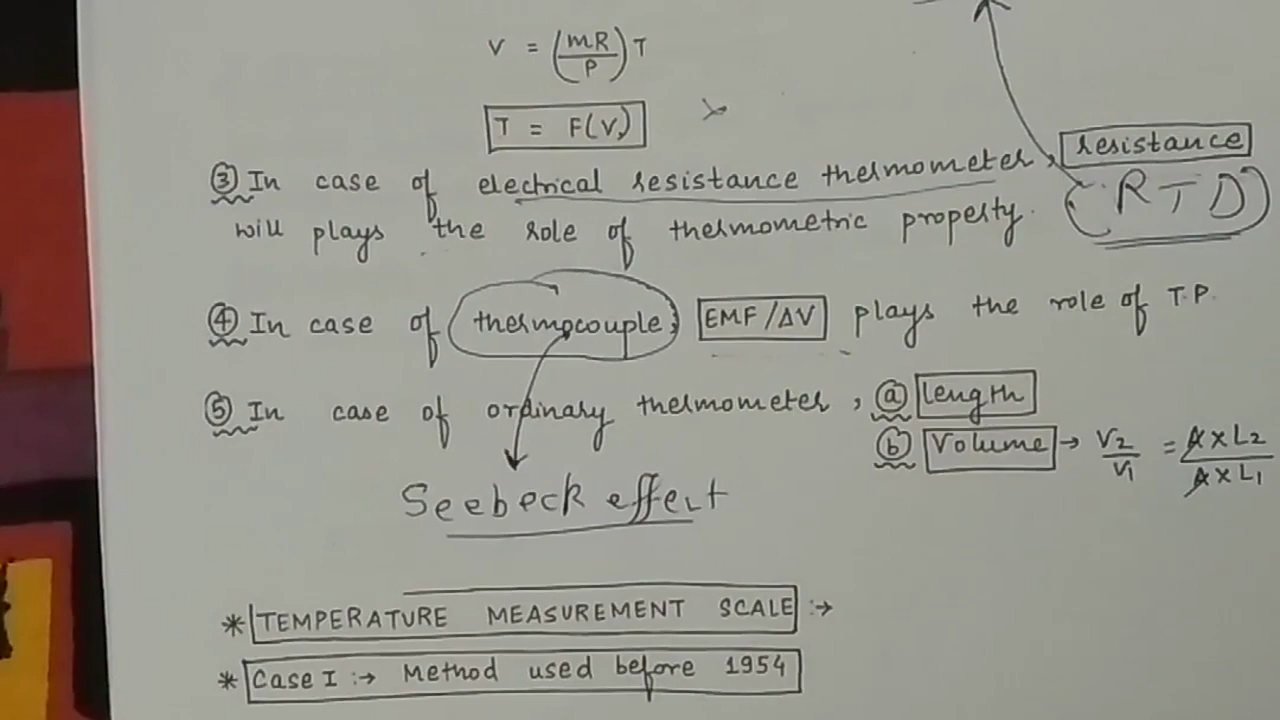 V = (mR/P) T
T = F(V)
③ In case of electrical resistance thermometer, resistance
(RTD)
will plays the role of thermometric property.
④ In case of thermocouple, EMF/ΔV plays the role of T.P.
⑤ In case of ordinary thermometer, ⓐ Length
ⓑ Volume → V2/V1 = A×L2/A×L1
Seebeck effect
* TEMPERATURE MEASUREMENT SCALE :→
* Case I :→ Method used before 1954